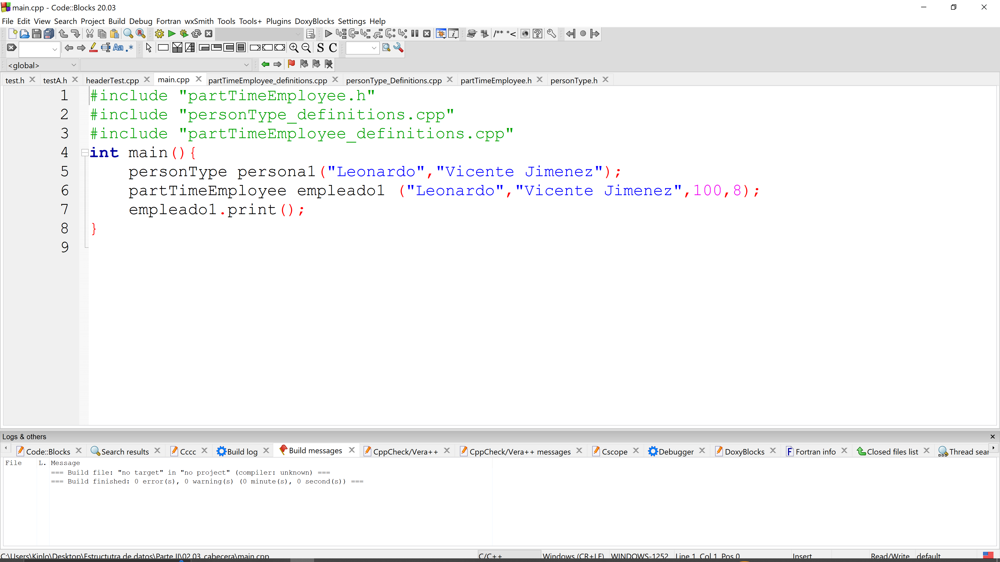 main.cpp - Code::Blocks 20.03
File Edit View Search Project Build Debug Fortran wxSmith Tools Tools+ Plugins DoxyBlocks Settings Help
/** *<
Aa .* S C
<global>
test.h testA.h headerTest.cpp main.cpp partTimeEmployee_definitions.cpp personType_Definitions.cpp partTimeEmployee.h personType.h
1 #include "partTimeEmployee.h"
2 #include "personType_definitions.cpp"
3 #include "partTimeEmployee_definitions.cpp"
4 int main(){
5 personType persona1("Leonardo","Vicente Jimenez");
6 partTimeEmployee empleado1 ("Leonardo","Vicente Jimenez",100,8);
7 empleado1.print();
8 }
9
Logs & others
Code::Blocks Search results Cccc Build log Build messages CppCheck/Vera++ CppCheck/Vera++ messages Cscope Debugger DoxyBlocks Fortran info Closed files list Thread sear
File L. Message
=== Build file: "no target" in "no project" (compiler: unknown) ===
=== Build finished: 0 error(s), 0 warning(s) (0 minute(s), 0 second(s)) ===
C:\Users\Kinlo\Desktop\Estructutra de datos\Parte II\02.03. cabecera\main.cpp C/C++ Windows (CR+LF) WINDOWS-1252 Line 1, Col 1, Pos 0 Insert Read/Write default